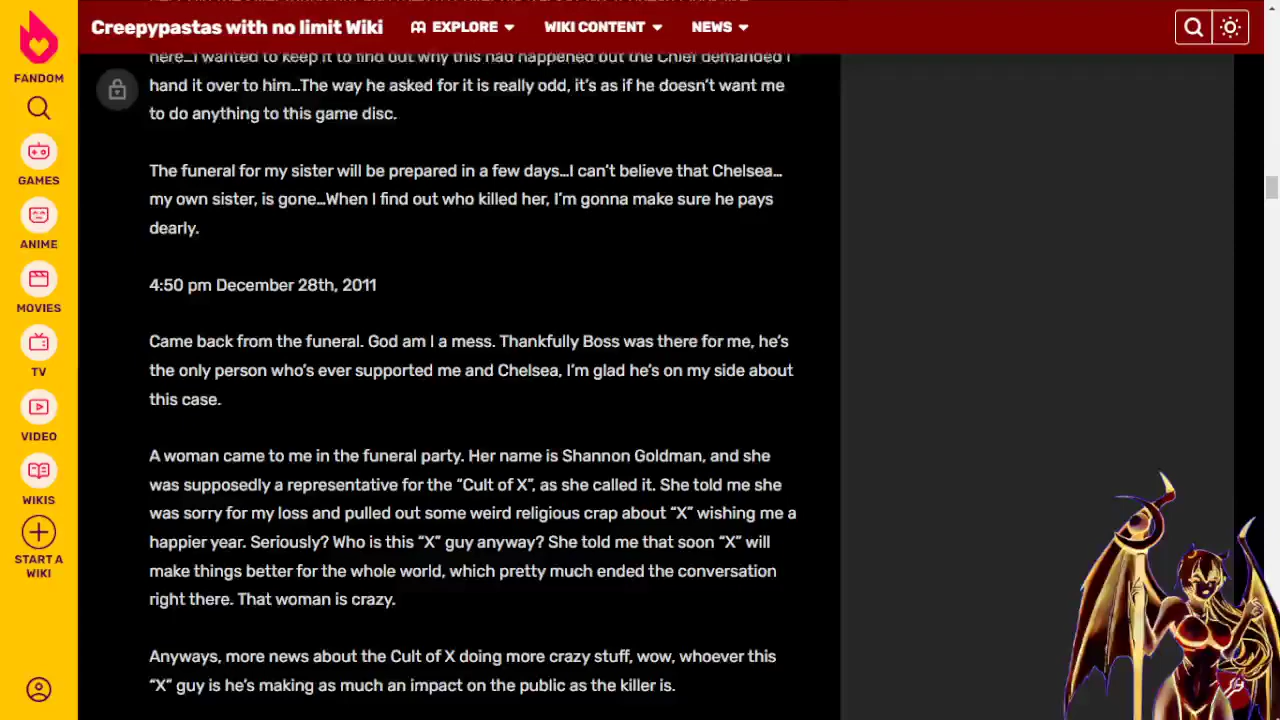 Creepypastas with no limit Wiki
EXPLORE
WIKI CONTENT
NEWS
FANDOM
GAMES
ANIME
MOVIES
TV
VIDEO
WIKIS
START A
WIKI
here…I wanted to keep it to find out why this had happened but the Chief demanded I
hand it over to him…The way he asked for it is really odd, it’s as if he doesn’t want me
to do anything to this game disc.
The funeral for my sister will be prepared in a few days…I can’t believe that Chelsea…
my own sister, is gone…When I find out who killed her, I’m gonna make sure he pays
dearly.
4:50 pm December 28th, 2011
Came back from the funeral. God am I a mess. Thankfully Boss was there for me, he’s
the only person who’s ever supported me and Chelsea, I’m glad he’s on my side about
this case.
A woman came to me in the funeral party. Her name is Shannon Goldman, and she
was supposedly a representative for the “Cult of X”, as she called it. She told me she
was sorry for my loss and pulled out some weird religious crap about “X” wishing me a
happier year. Seriously? Who is this “X” guy anyway? She told me that soon “X” will
make things better for the whole world, which pretty much ended the conversation
right there. That woman is crazy.
Anyways, more news about the Cult of X doing more crazy stuff, wow, whoever this
“X” guy is he’s making as much an impact on the public as the killer is.